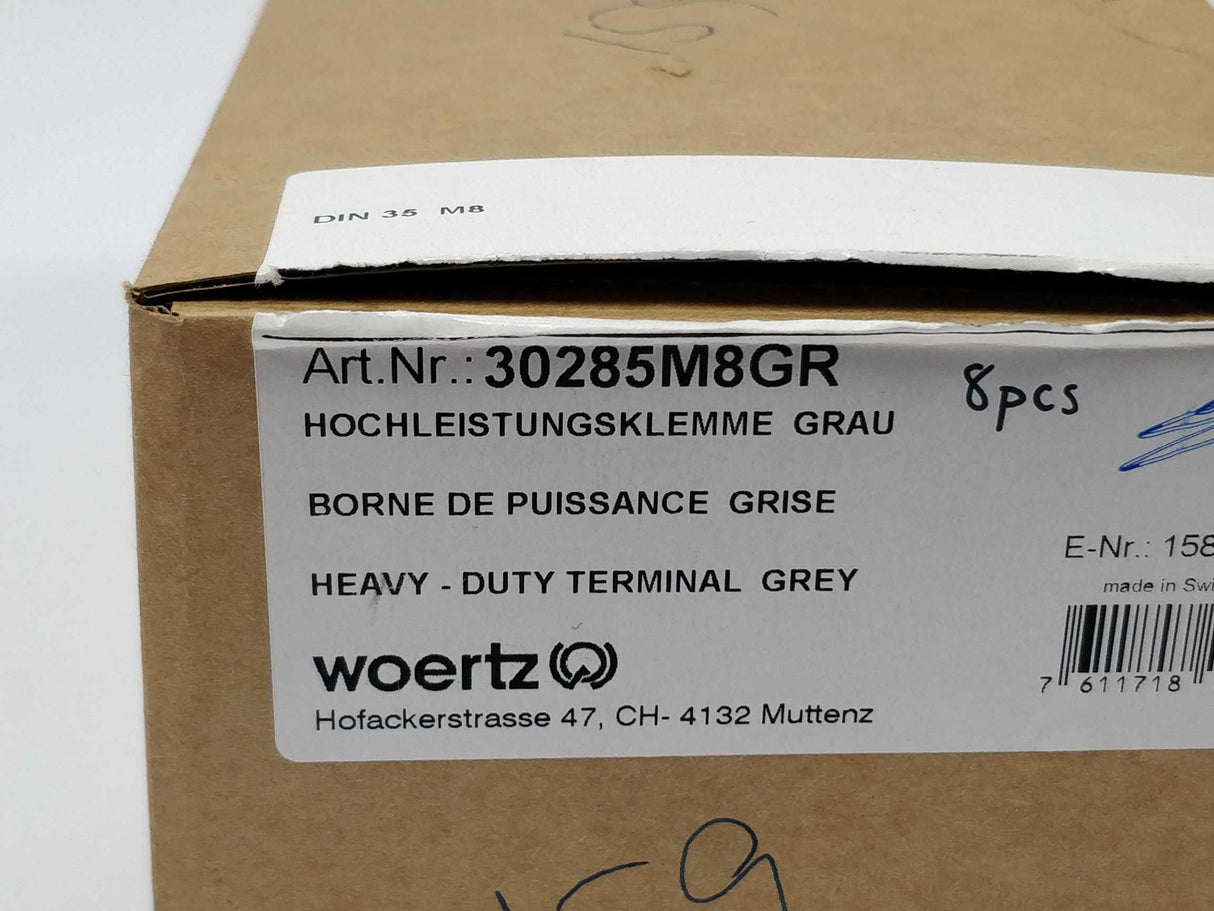 DIN 35 M8
Art.Nr.: 30285M8GR
8pcs
HOCHLEISTUNGSKLEMME GRAU
BORNE DE PUISSANCE GRISE
E-Nr.: 158
HEAVY - DUTY TERMINAL GREY
made in Swi
woertz
7 611718
Hofackerstrasse 47, CH- 4132 Muttenz